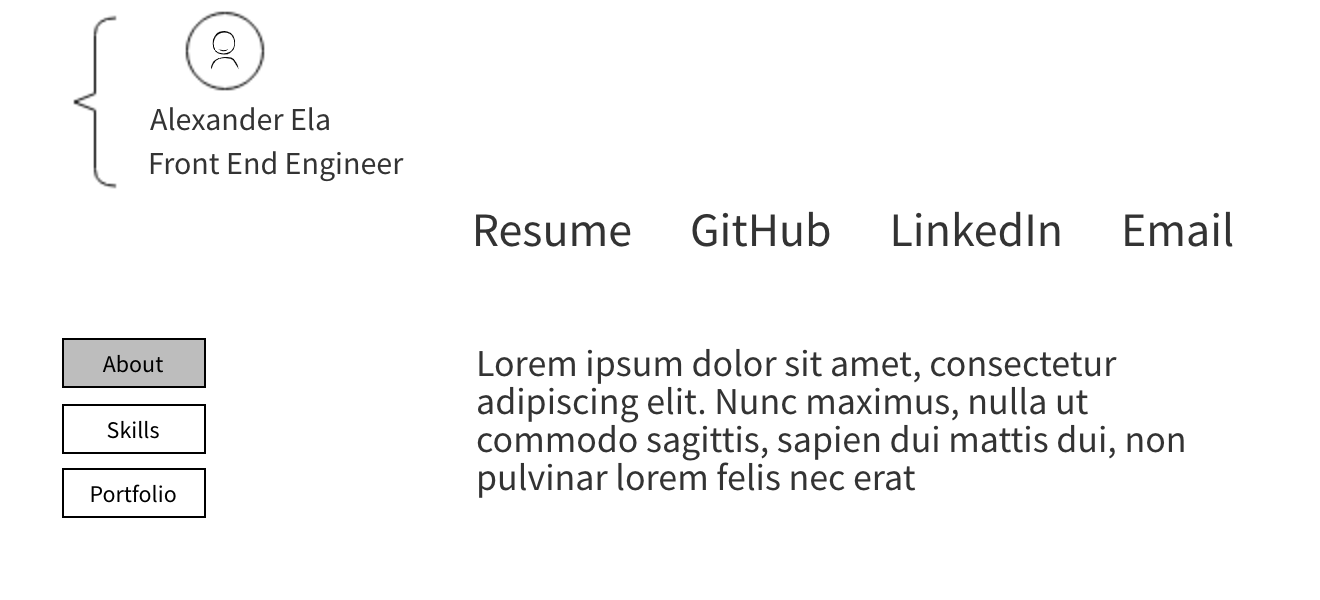 Alexander Ela
Front End Engineer
Resume GitHub LinkedIn Email
About
Skills
Portfolio
Lorem ipsum dolor sit amet, consectetur
adipiscing elit. Nunc maximus, nulla ut
commodo sagittis, sapien dui mattis dui, non
pulvinar lorem felis nec erat